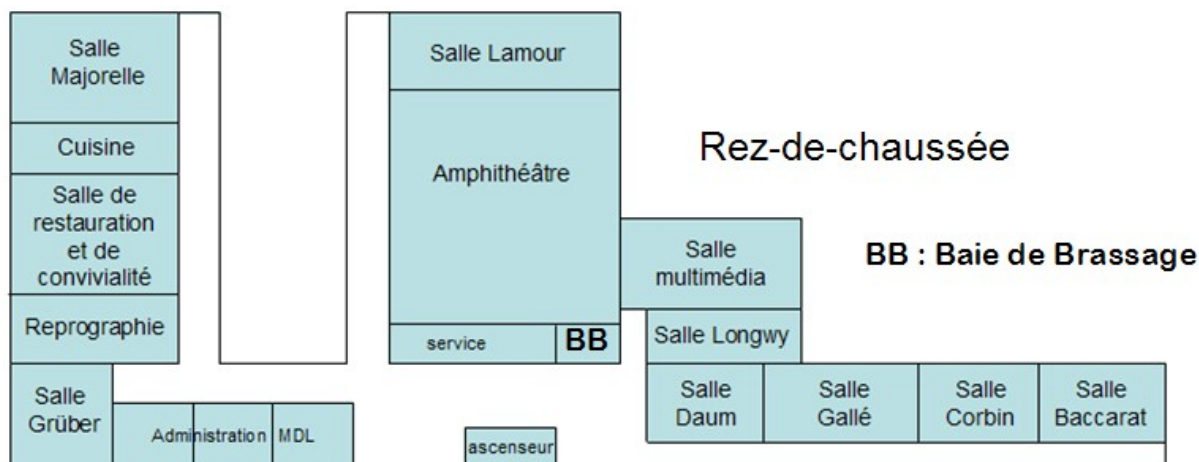 Salle
Majorelle
Cuisine
Salle de
restauration
et de
convivialité
Reprographie
Salle
Grüber
Administration
MDL
Salle Lamour
Amphithéâtre
service
BB
ascenseur
Rez-de-chaussée
BB : Baie de Brassage
Salle
multimédia
Salle Longwy
Salle
Daum
Salle
Gallé
Salle
Corbin
Salle
Baccarat